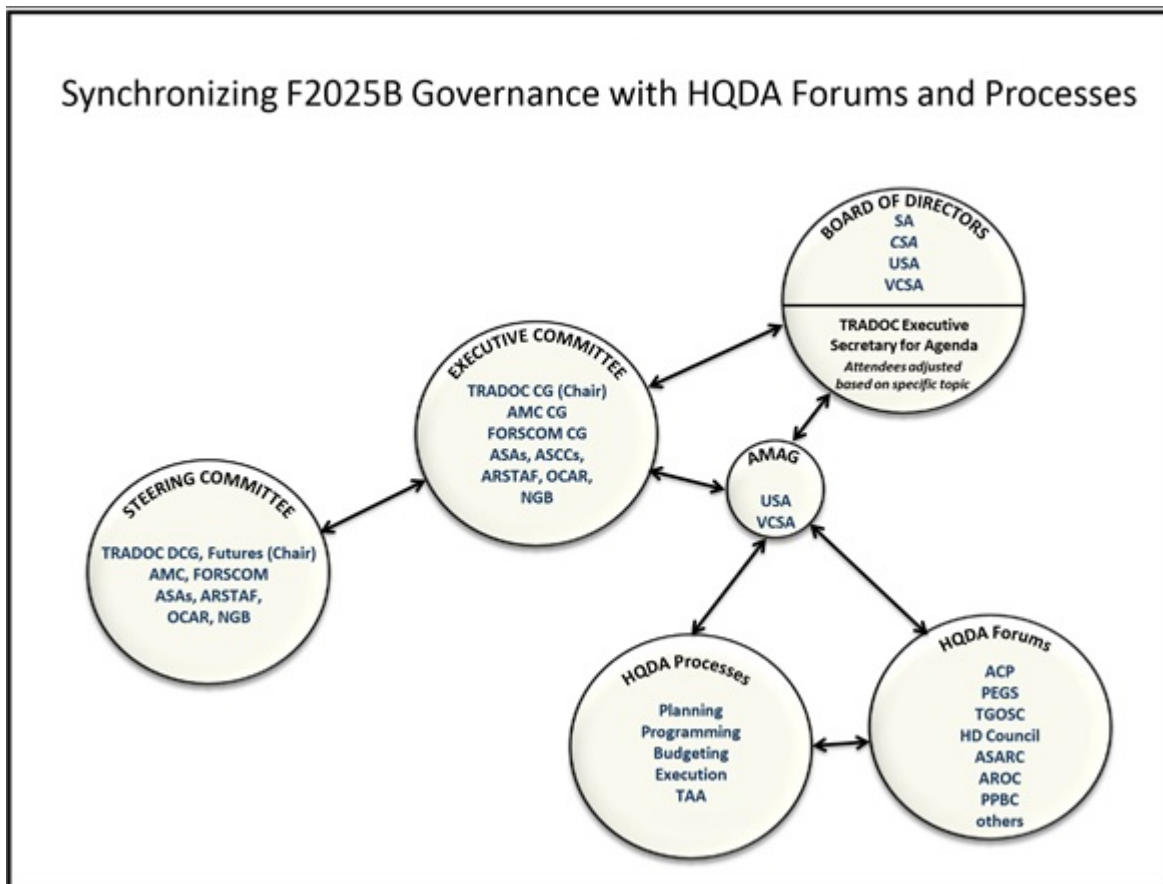 Synchronizing F2025B Governance with HQDA Forums and Processes
BOARD OF DIRECTORS
SA
CSA
USA
VCSA
TRADOC Executive
Secretary for Agenda
Attendees adjusted
based on specific topic
EXECUTIVE COMMITTEE
TRADOC CG (Chair)
AMC CG
FORSCOM CG
ASAs, ASCCs,
ARSTAF, OCAR,
NGB
AMAG
USA
VCSA
STEERING COMMITTEE
TRADOC DCG, Futures (Chair)
AMC, FORSCOM
ASAs, ARSTAF,
OCAR, NGB
HQDA Processes
Planning
Programming
Budgeting
Execution
TAA
HQDA Forums
ACP
PEGS
TGOSC
HD Council
ASARC
AROC
PPBC
others